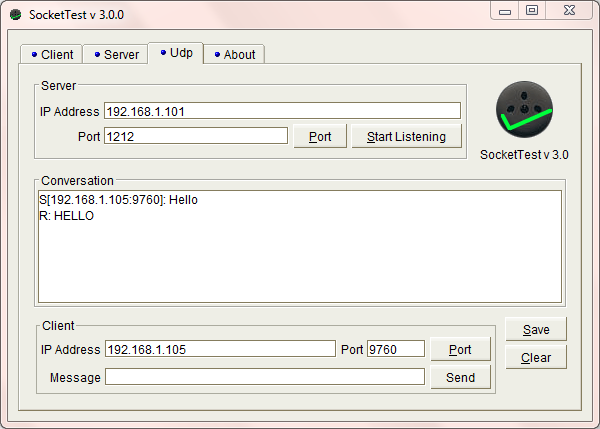 SocketTest v 3.0.0
Client Server Udp About
Server
IP Address 192.168.1.101
Port 1212 Port Start Listening
SocketTest v 3.0
Conversation
S[192.168.1.105:9760]: Hello
R: HELLO
Client
IP Address 192.168.1.105 Port 9760 Port
Message Send
Save
Clear